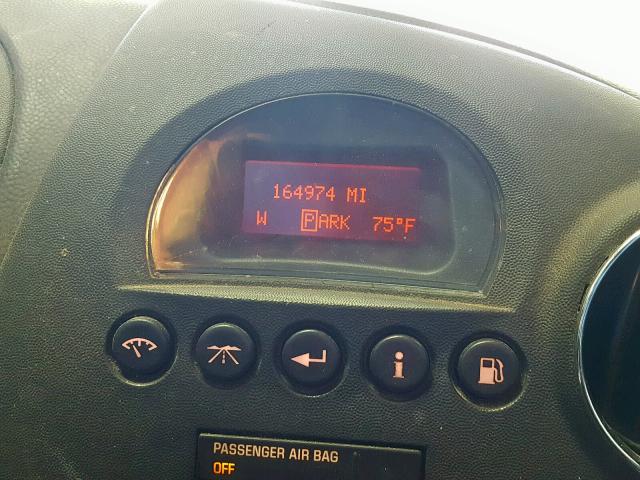 164974 MI
W PARK 75°F
i
PASSENGER AIR BAG
OFF